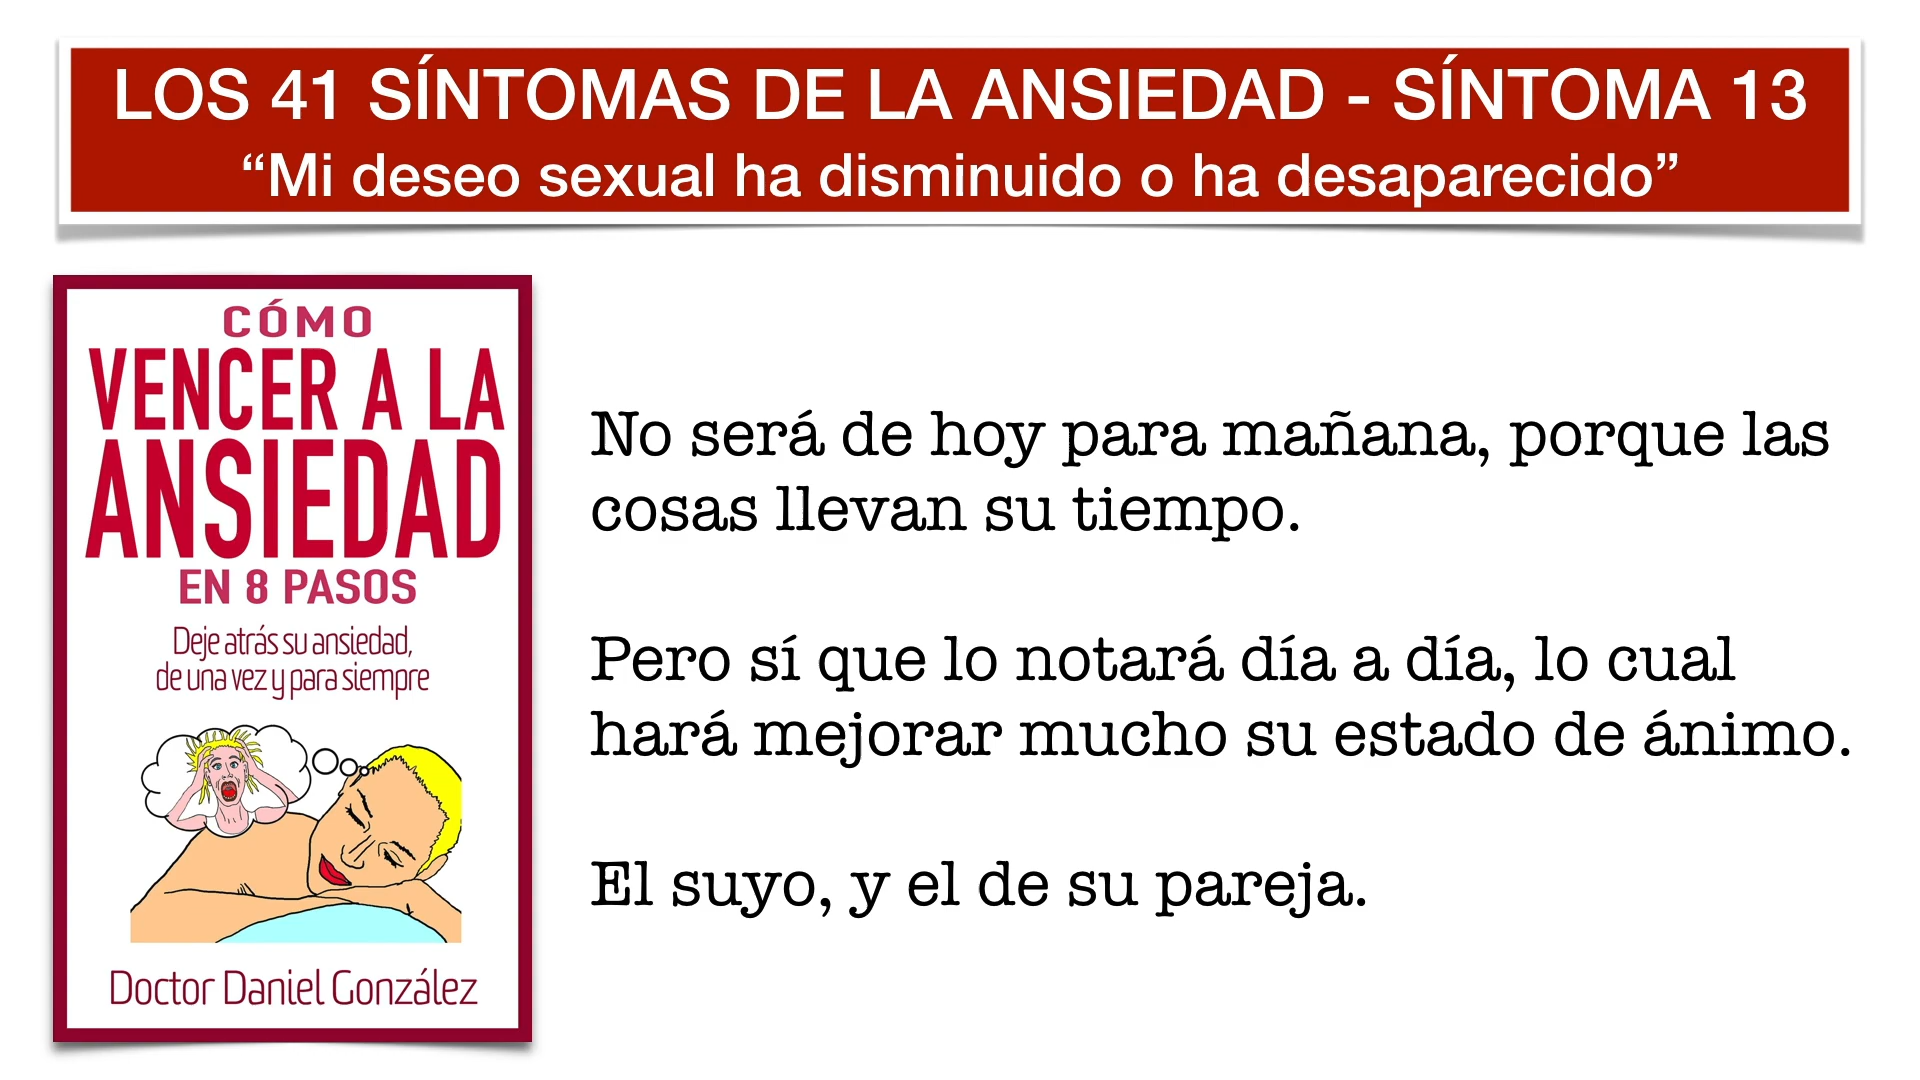 LOS 41 SÍNTOMAS DE LA ANSIEDAD - SÍNTOMA 13
“Mi deseo sexual ha disminuido o ha desaparecido”
CÓMO
VENCER A LA
ANSIEDAD
EN 8 PASOS
Deje atrás su ansiedad,
de una vez y para siempre
Doctor Daniel González
No será de hoy para mañana, porque las
cosas llevan su tiempo.
Pero sí que lo notará día a día, lo cual
hará mejorar mucho su estado de ánimo.
El suyo, y el de su pareja.